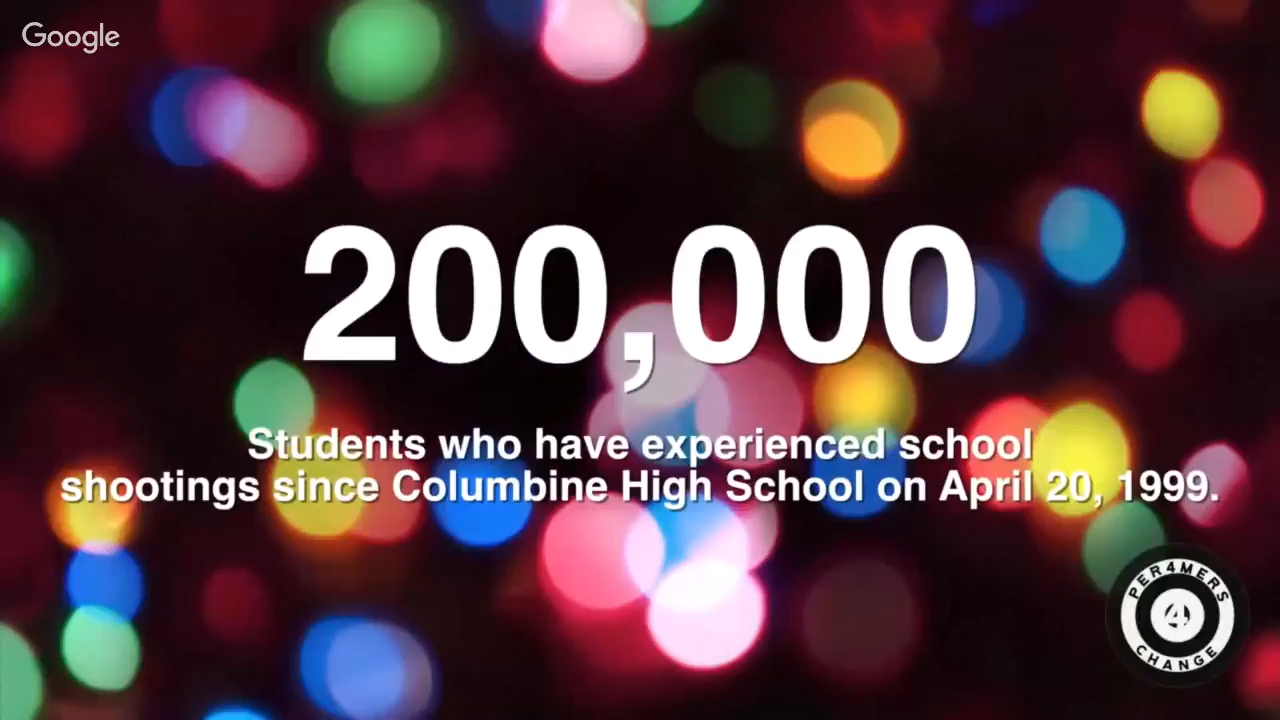 Google
200,000
Students who have experienced school
shootings since Columbine High School on April 20, 1999.
PER4MERS
4
CHANGE